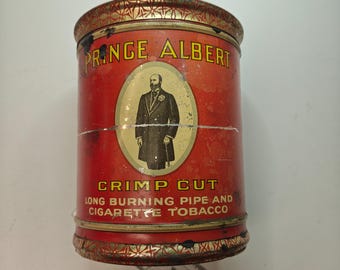 PRINCE ALBERT
CRIMP CUT
LONG BURNING PIPE AND
CIGARETTE TOBACCO